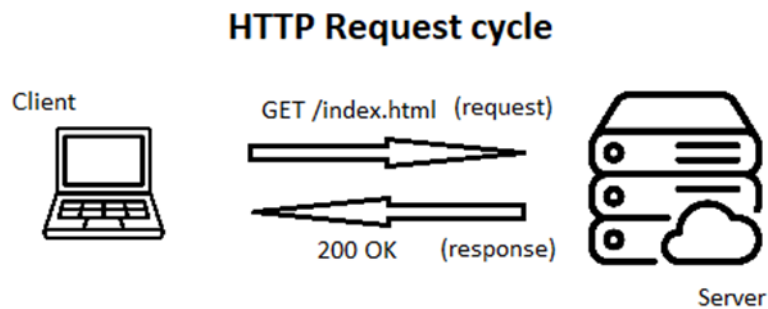 HTTP Request cycle
Client
GET /index.html (request)
200 OK (response)
Server